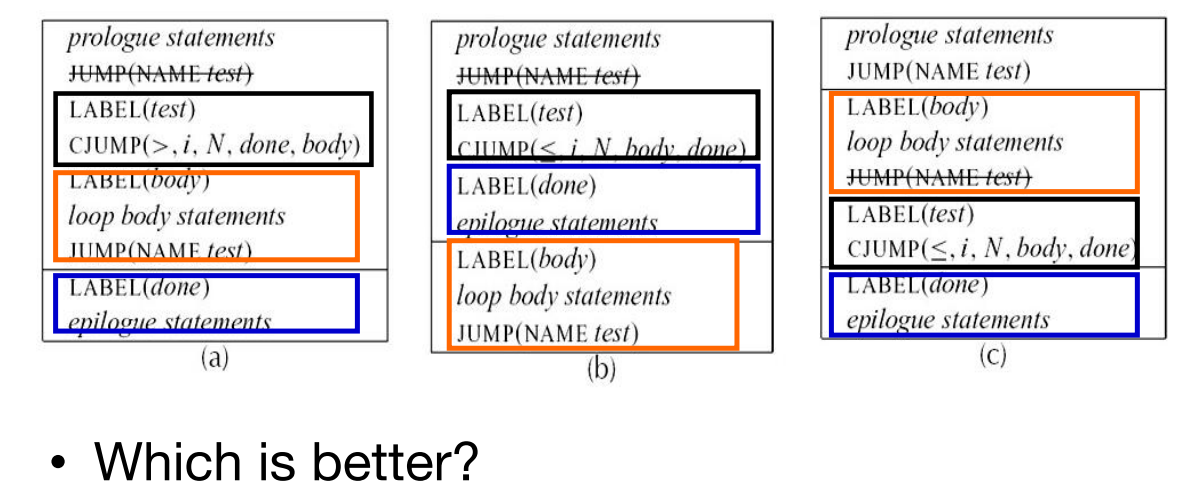 prologue statements
JUMP(NAME test)
LABEL(test)
CJUMP(>, i, N, done, body)
LABEL(body)
loop body statements
JUMP(NAME test)
LABEL(done)
epilogue statements
(a)
prologue statements
JUMP(NAME test)
LABEL(test)
CJUMP(≤, i, N, body, done)
LABEL(done)
epilogue statements
LABEL(body)
loop body statements
JUMP(NAME test)
(b)
prologue statements
JUMP(NAME test)
LABEL(body)
loop body statements
JUMP(NAME test)
LABEL(test)
CJUMP(≤, i, N, body, done)
LABEL(done)
epilogue statements
(c)
• Which is better?